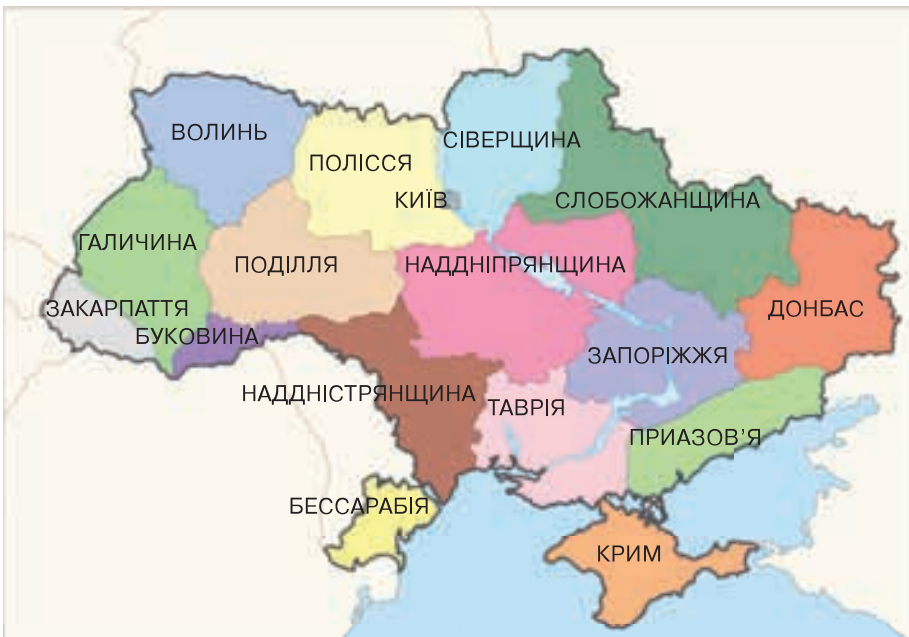 ВОЛИНЬ
СІВЕРЩИНА
ПОЛІССЯ
КИЇВ
СЛОБОЖАНЩИНА
ГАЛИЧИНА
ПОДІЛЛЯ
НАДДНІПРЯНЩИНА
ЗАКАРПАТТЯ
ДОНБАС
БУКОВИНА
ЗАПОРІЖЖЯ
НАДДНІСТРЯНЩИНА
ТАВРІЯ
ПРИАЗОВ’Я
БЕССАРАБІЯ
КРИМ